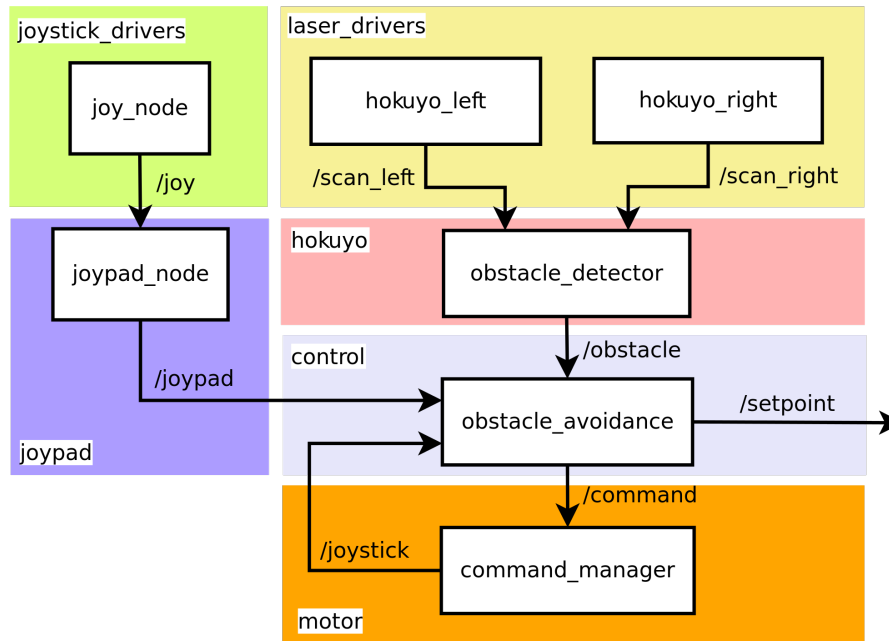 joystick_drivers
laser_drivers
joy_node
hokuyo_left
hokuyo_right
/joy
/scan_left
/scan_right
hokuyo
joypad_node
obstacle_detector
control
/obstacle
/joypad
obstacle_avoidance
/setpoint
joypad
/command
/joystick
command_manager
motor